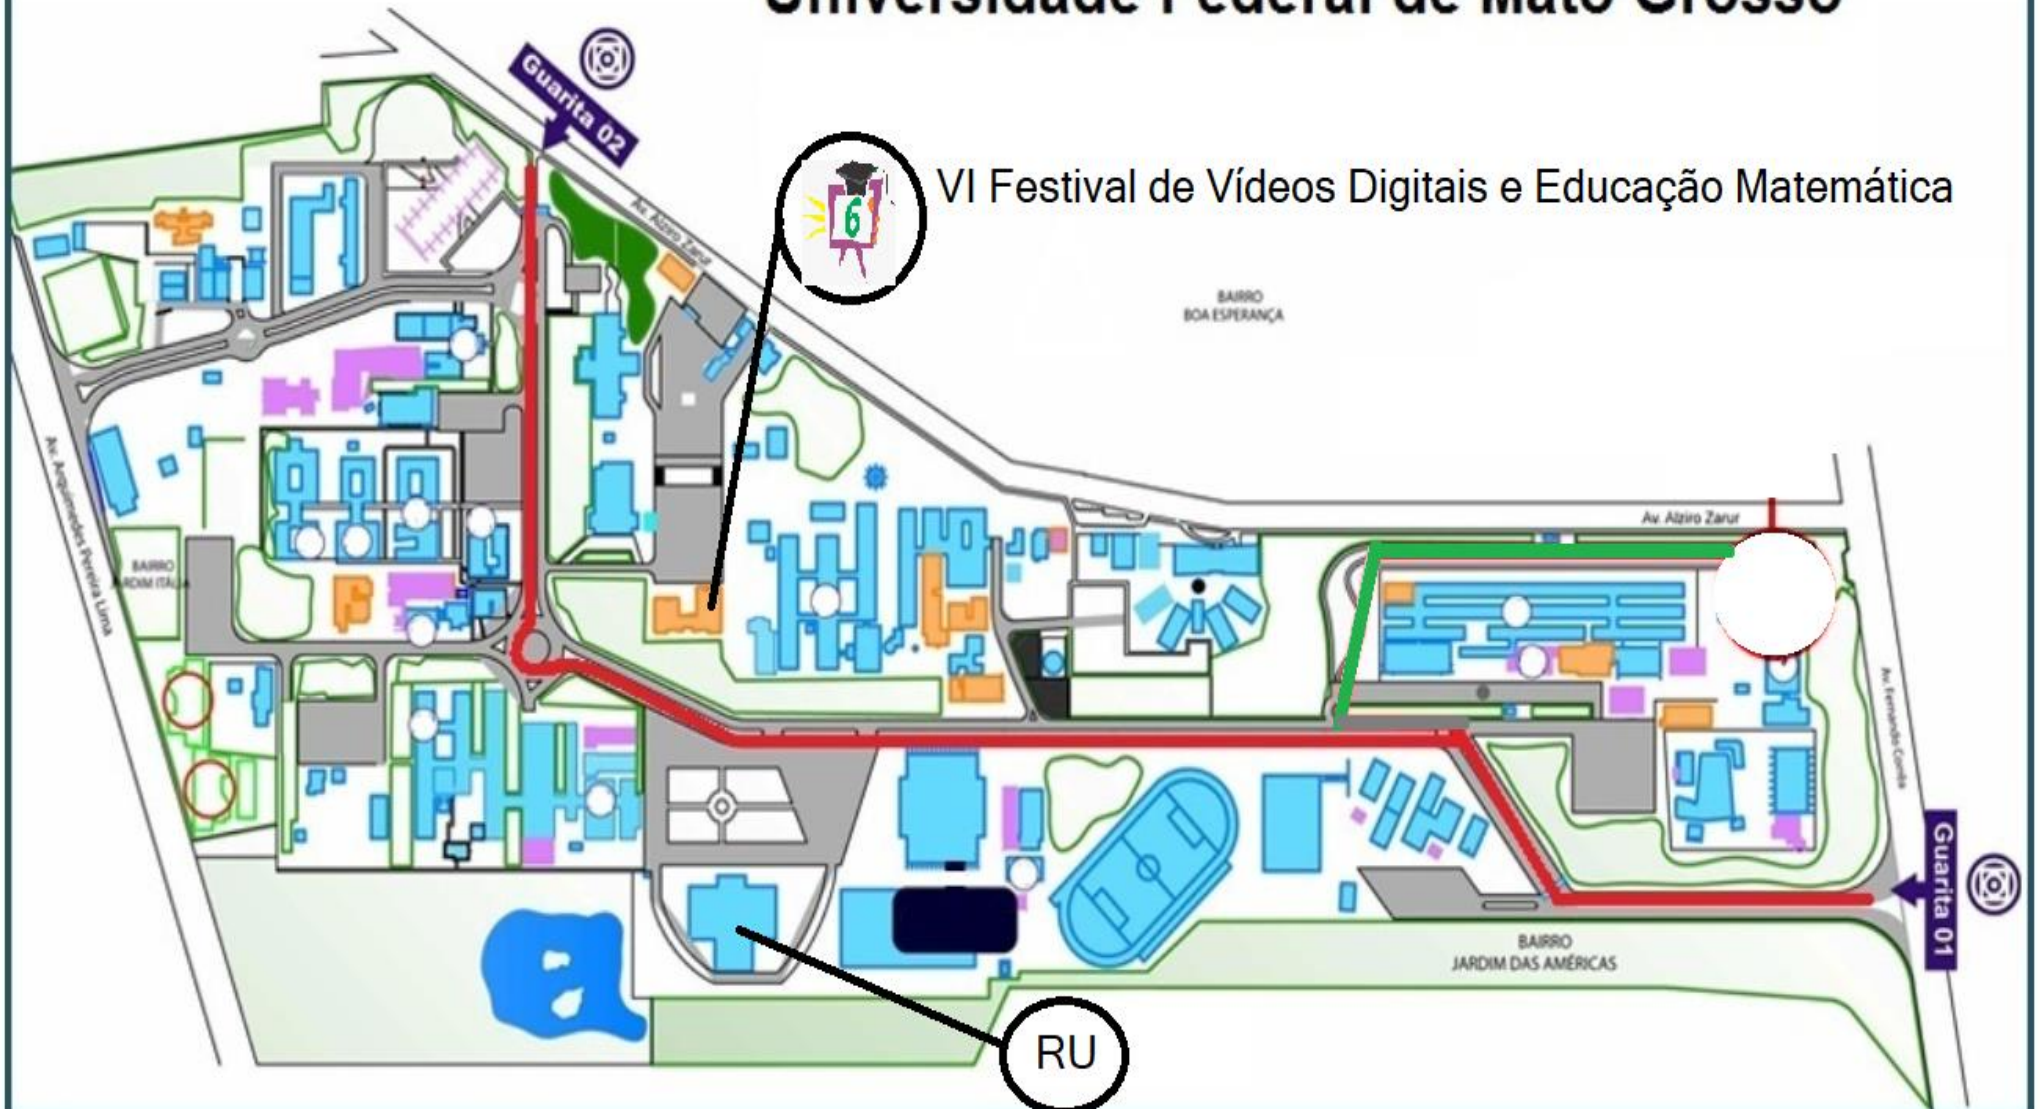 Universidade Federal de Mato Grosso
Guarita 02
6
VI Festival de Vídeos Digitais e Educação Matemática
Av. Alziro Zarur
BAIRRO
BOA ESPERANÇA
Av. Arquimedes Pereira Lima
Av. Alziro Zarur
BAIRRO
JARDIM ITÁLIA
Av. Fernando Corrêa
Guarita 01
BAIRRO
JARDIM DAS AMÉRICAS
RU